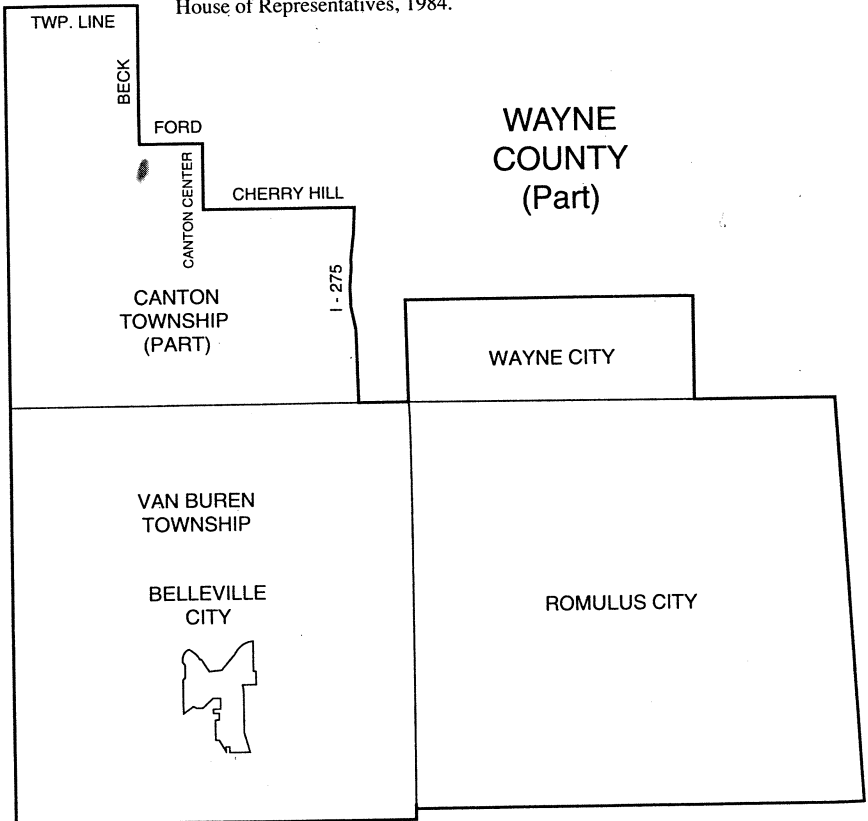 House of Representatives, 1984.
TWP. LINE
BECK
FORD
CANTON CENTER
CHERRY HILL
I - 275
WAYNE
COUNTY
(Part)
CANTON
TOWNSHIP
(PART)
WAYNE CITY
VAN BUREN
TOWNSHIP
BELLEVILLE
CITY
ROMULUS CITY